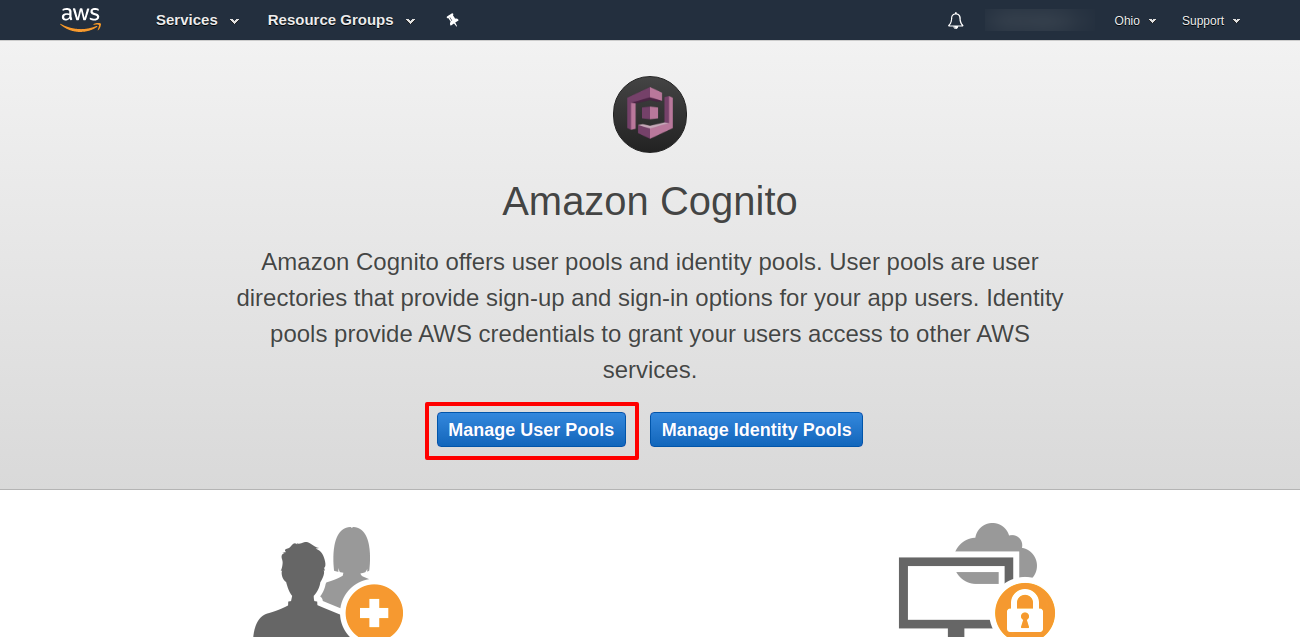 aws Services Resource Groups Ohio Support
Amazon Cognito
Amazon Cognito offers user pools and identity pools. User pools are user
directories that provide sign-up and sign-in options for your app users. Identity
pools provide AWS credentials to grant your users access to other AWS
services.
Manage User Pools Manage Identity Pools